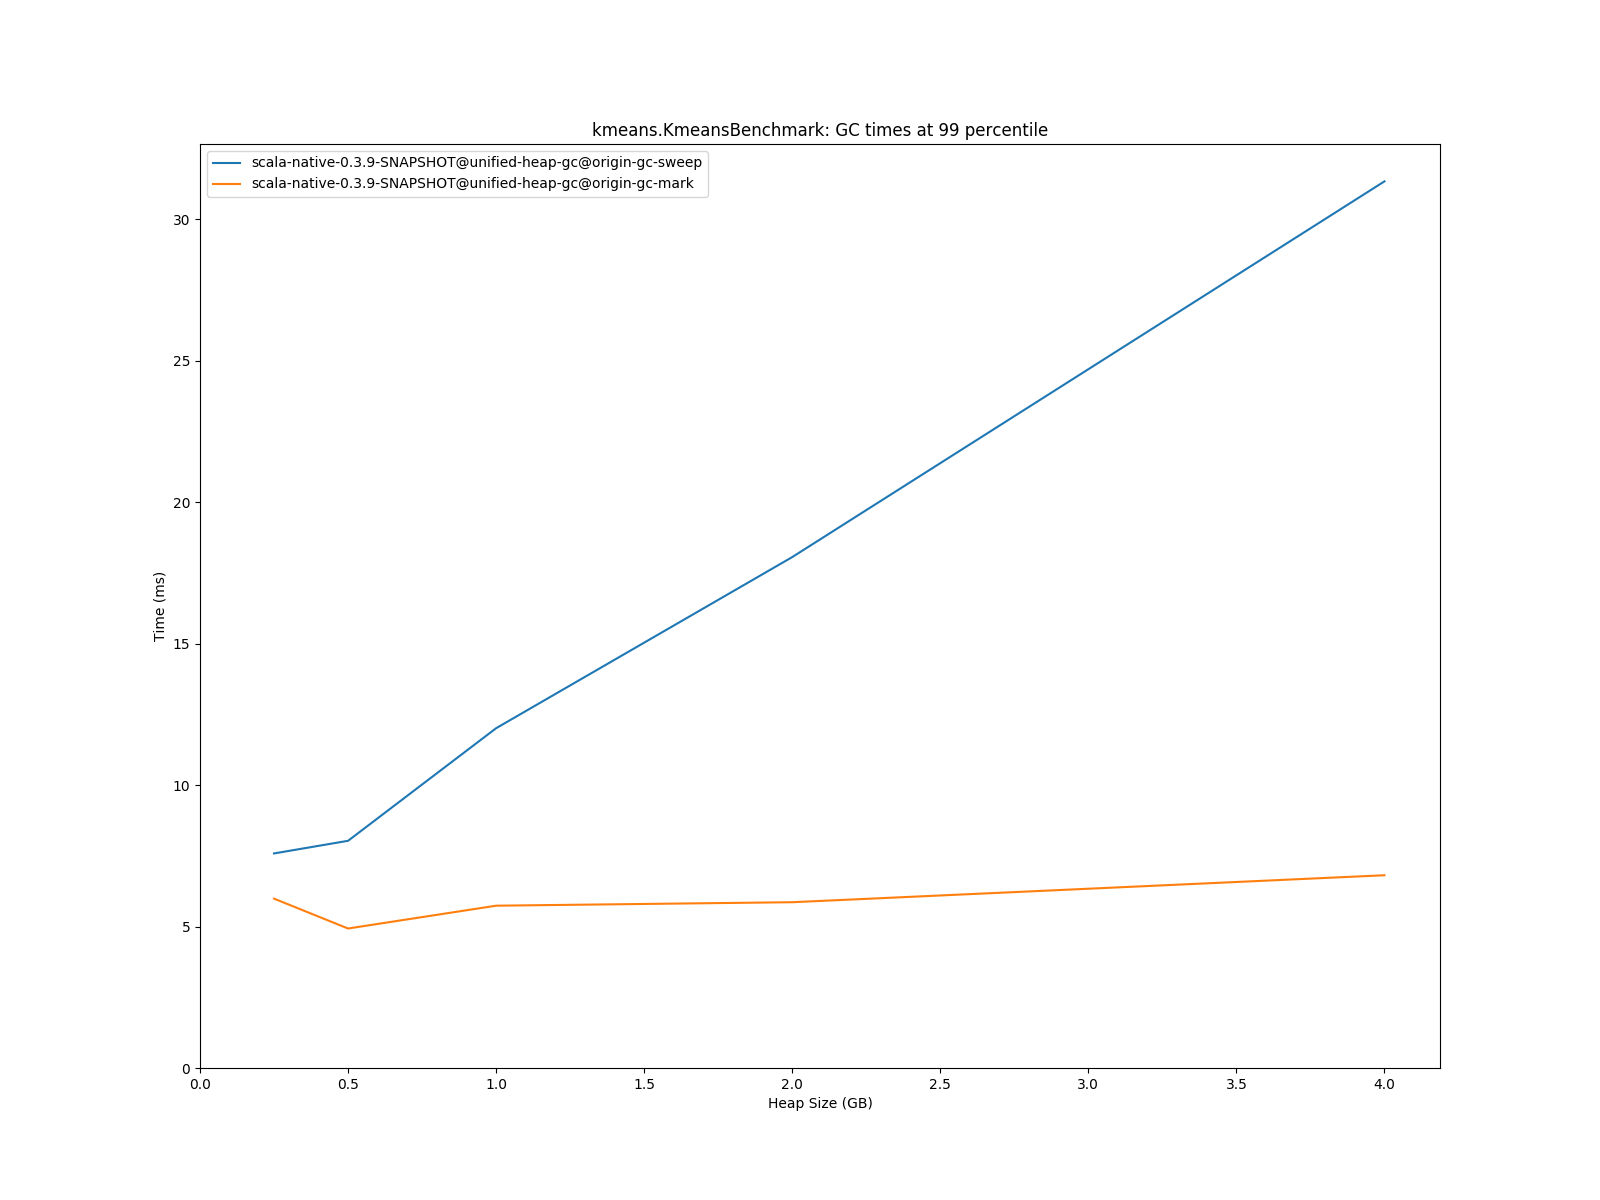 kmeans.KmeansBenchmark: GC times at 99 percentile
scala-native-0.3.9-SNAPSHOT@unified-heap-gc@origin-gc-sweep
scala-native-0.3.9-SNAPSHOT@unified-heap-gc@origin-gc-mark
30
25
20
15
10
5
0
Time (ms)
0.0 0.5 1.0 1.5 2.0 2.5 3.0 3.5 4.0
Heap Size (GB)